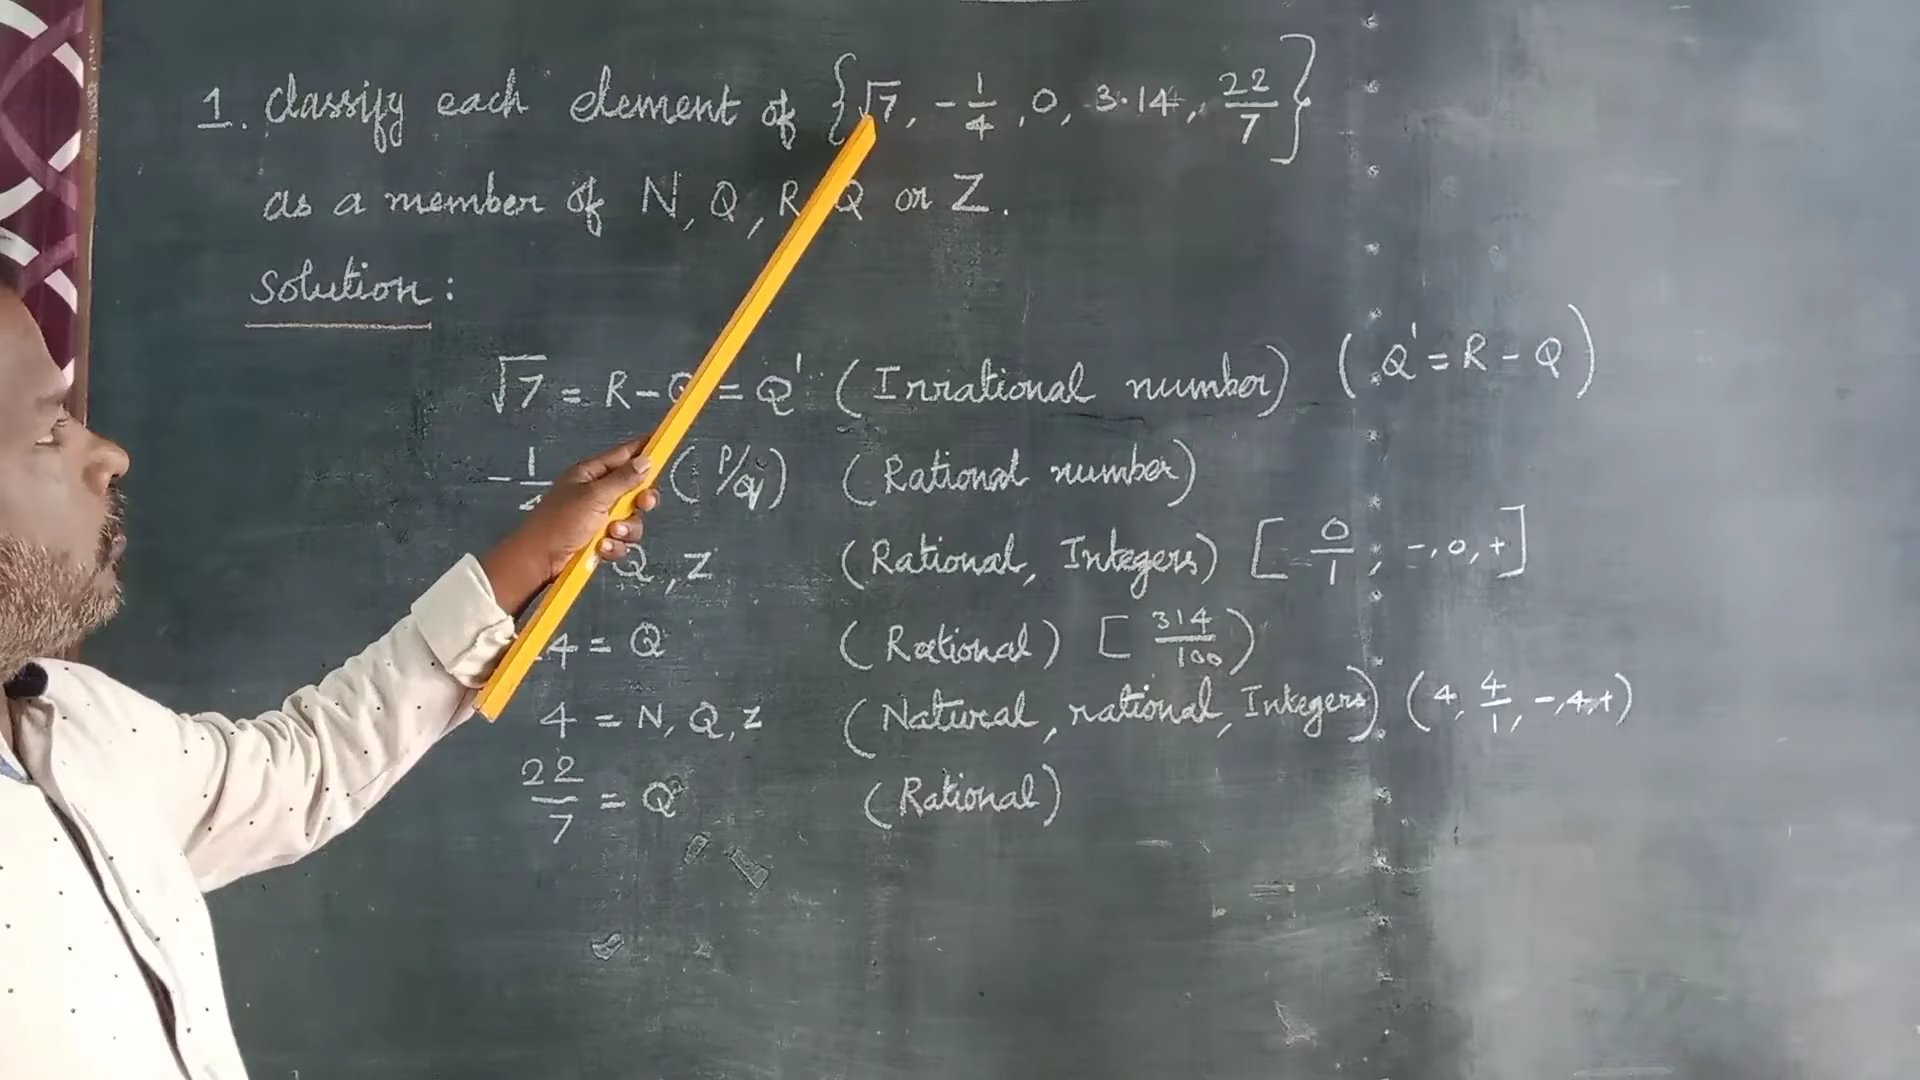 1. Classify each element of {√7, -1/4, 0, 3.14, 22/7}
as a member of N, Q, R Q or Z.
Solution:
√7 = R-Q = Q' (Irrational number) (Q' = R - Q)
-1/ (P/q) (Rational number)
Q, Z (Rational, Integers) [0/1, -, 0, +]
4 = Q (Rational) [314/100)
4 = N, Q, Z (Natural, rational, Integers) (4, 4/1, -, 4, +)
22/7 = Q (Rational)